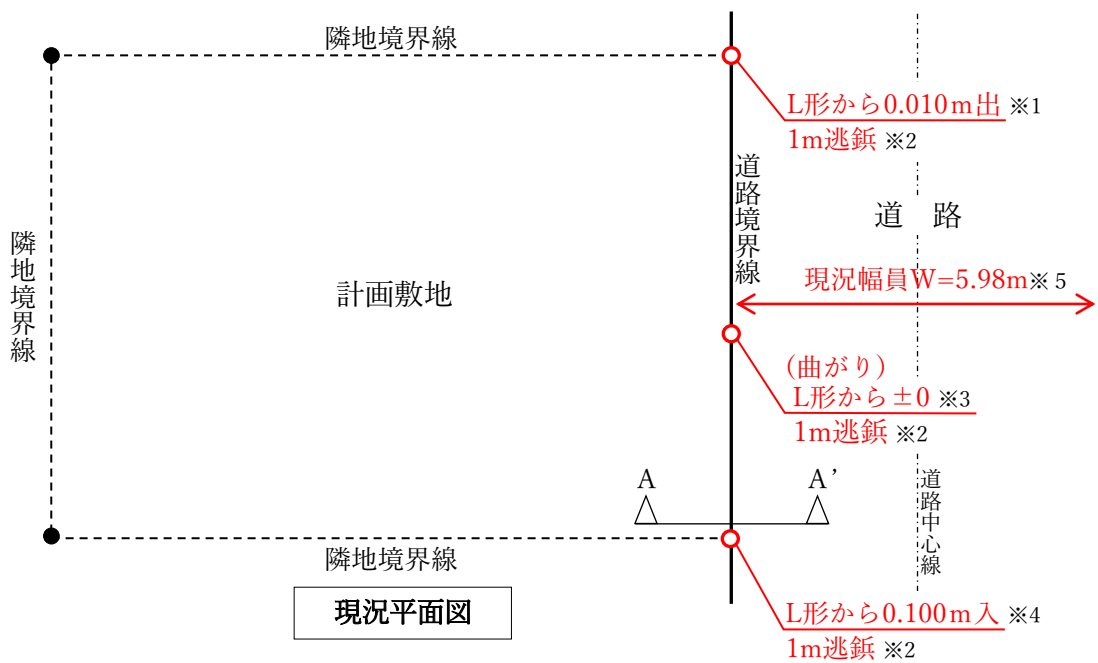 隣地境界線
L形から0.010m出 ※1
1m逃鋲 ※2
道路境界線
道 路
隣地境界線
計画敷地
現況幅員W=5.98m※5
(曲がり)
L形から±0 ※3
1m逃鋲 ※2
A
A'
道路中心線
隣地境界線
現況平面図
L形から0.100m入 ※4
1m逃鋲 ※2